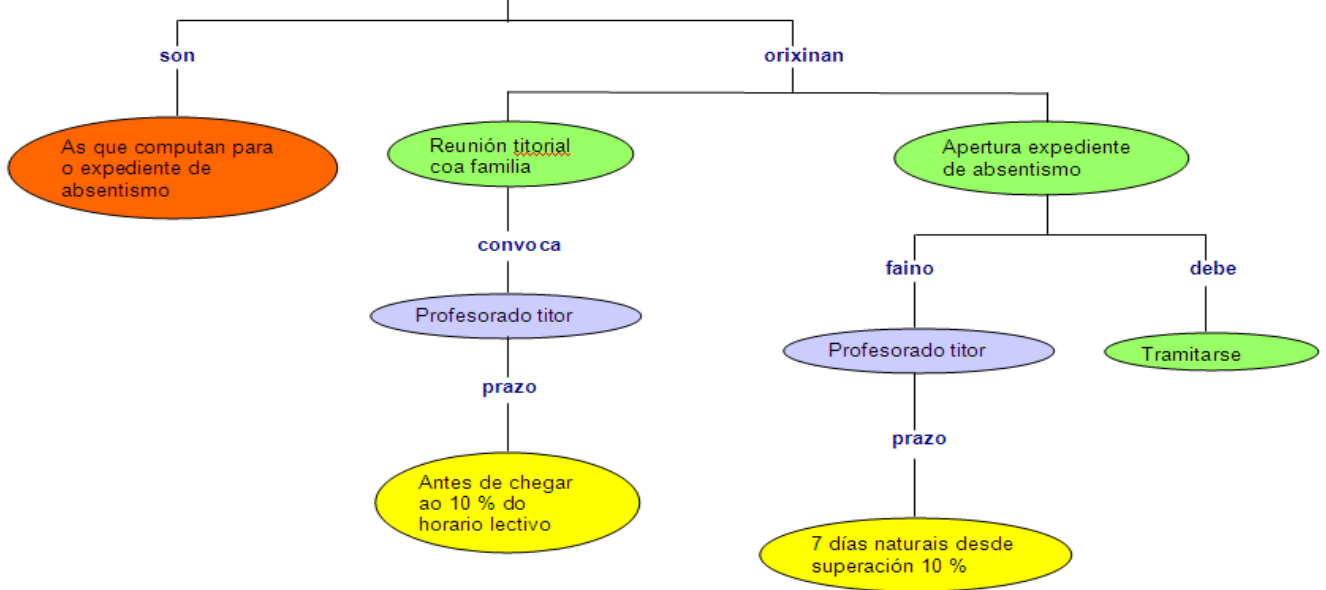 son
orixinan
As que computan para
o expediente de
absentismo
Reunión titorial
coa familia
Apertura expediente
de absentismo
convoca
faino
debe
Profesorado titor
Profesorado titor
Tramitarse
prazo
prazo
Antes de chegar
ao 10 % do
horario lectivo
7 días naturais desde
superación 10 %